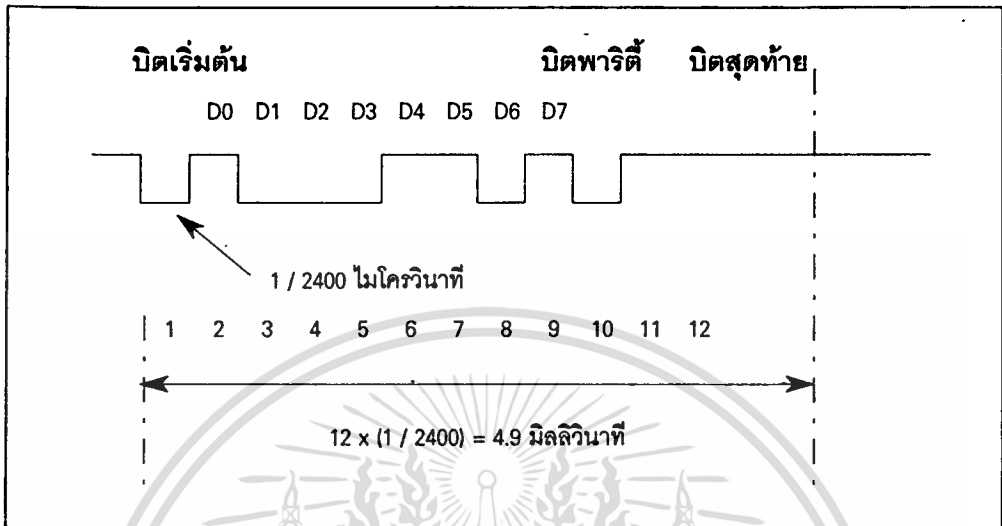 บิตเริ่มต้น บิตพาริตี้ บิตสุดท้าย
D0 D1 D2 D3 D4 D5 D6 D7
1 / 2400 ไมโครวินาที
1 2 3 4 5 6 7 8 9 10 11 12
12 x (1 / 2400) = 4.9 มิลลิวินาที